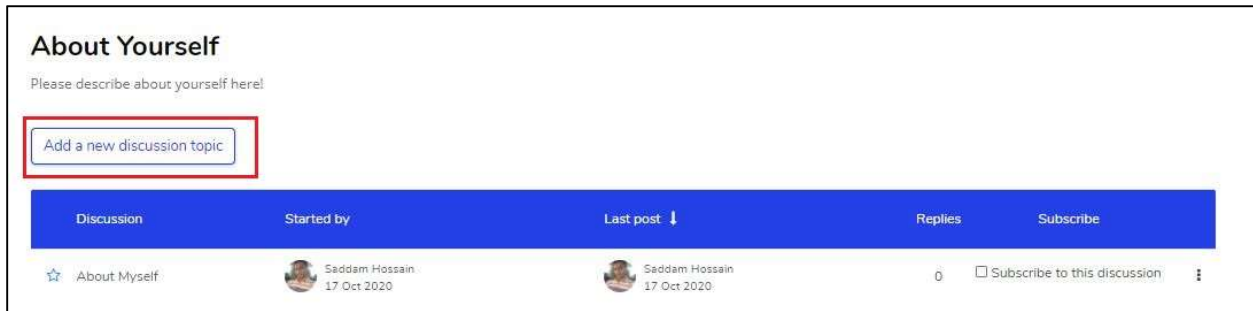 About Yourself
Please describe about yourself here!
Add a new discussion topic
Discussion Started by Last post Replies Subscribe
About Myself Saddam Hossain Saddam Hossain 0 Subscribe to this discussion
17 Oct 2020 17 Oct 2020